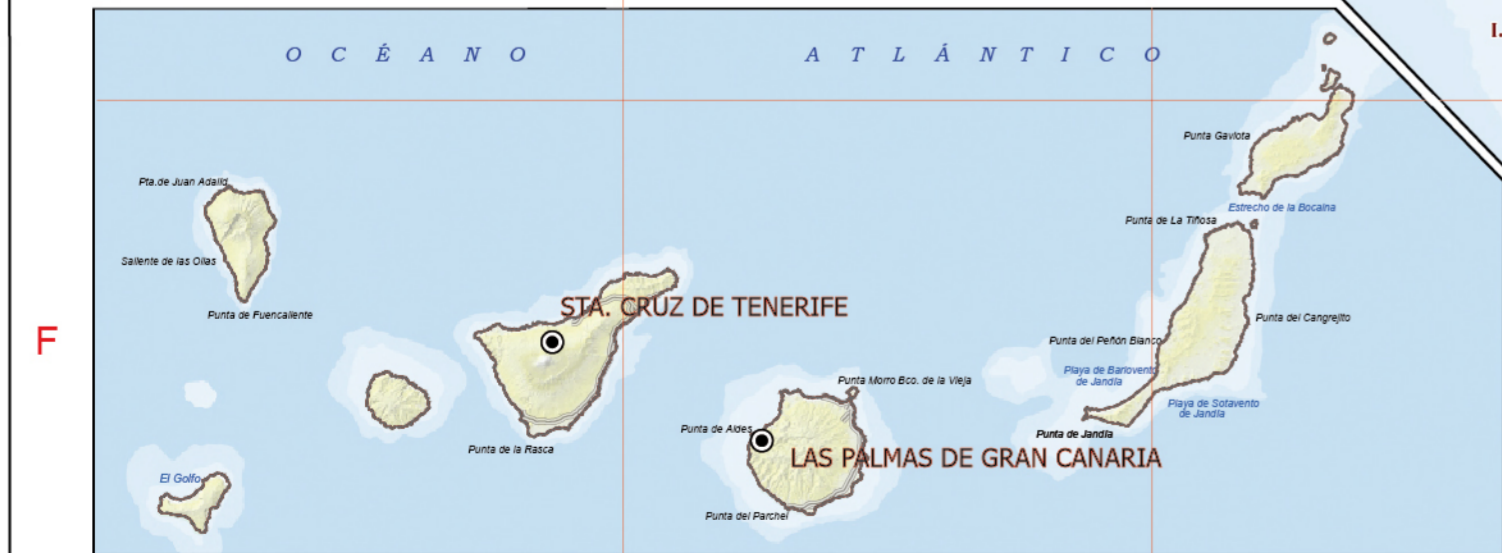 I.
OCÉANO ATLÁNTICO
Punta Gaviota
Pta.de Juan Adalid
Estrecho de la Bocaina
Punta de La Tiñosa
Saliente de las Ollas
STA. CRUZ DE TENERIFE
Punta de Fuencaliente
Punta del Cangrejito
F
Punta del Peñón Blanco
Playa de Barlovento
de Jandía
Punta Morro Bco. de la Vieja
Playa de Sotavento
de Jandía
Punta de Aldes
Punta de Jandía
Punta de la Rasca
LAS PALMAS DE GRAN CANARIA
El Golfo
Punta del Parchel